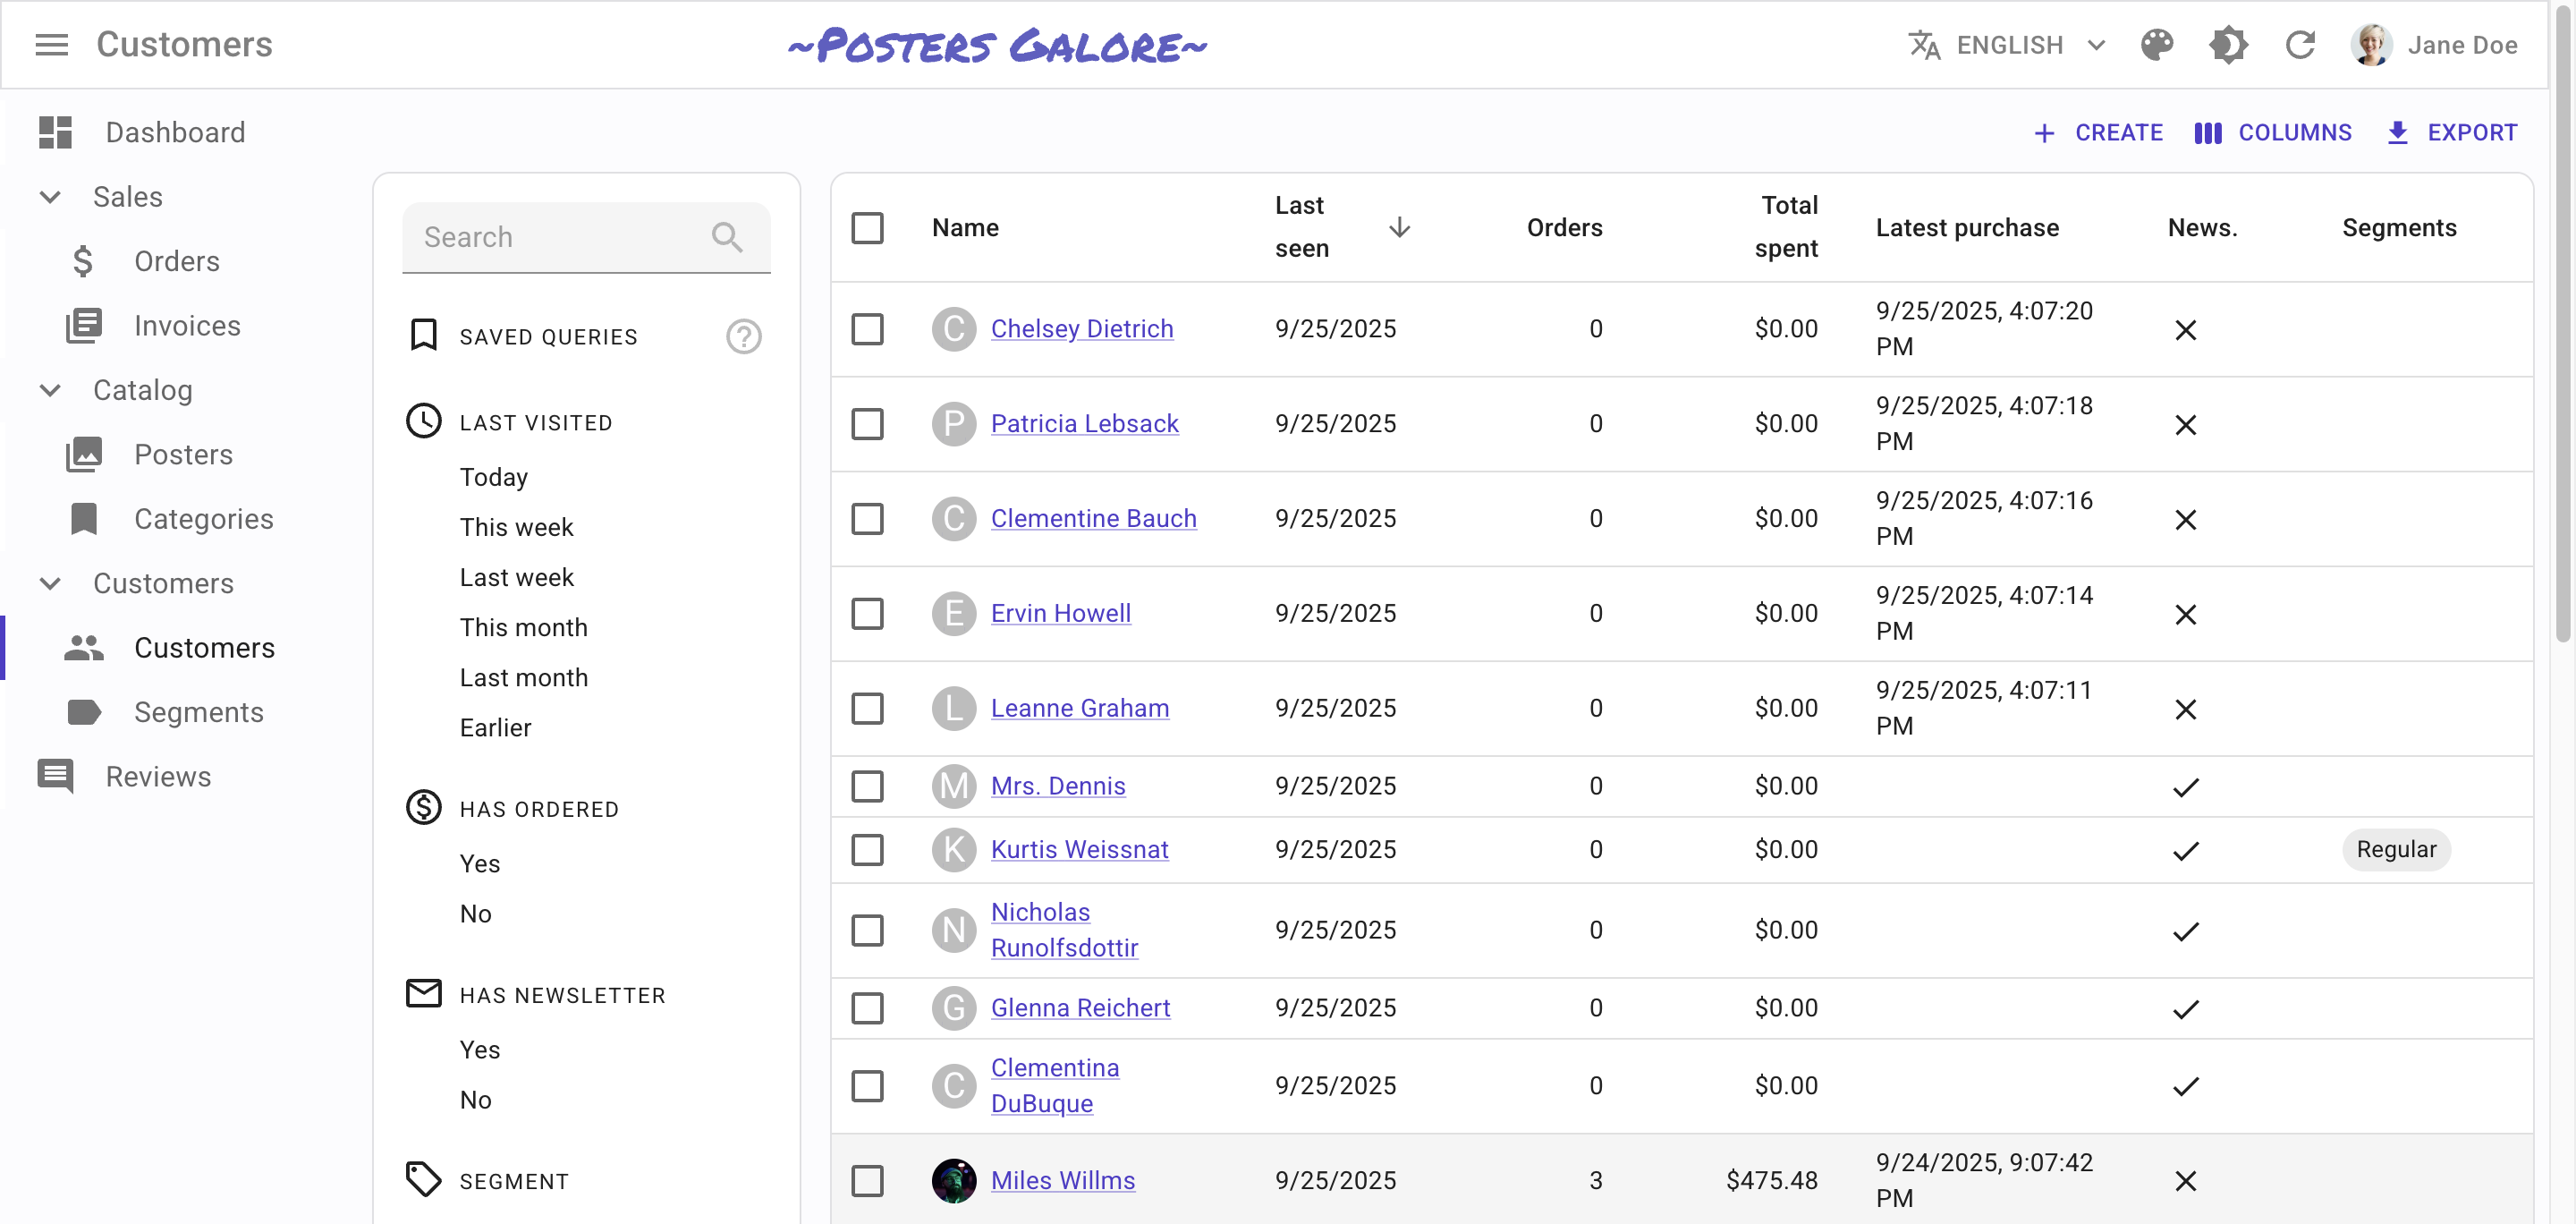 Customers
~Posters Galore~
ENGLISH
Jane Doe
Dashboard
Sales
Orders
Invoices
Catalog
Posters
Categories
Customers
Customers
Segments
Reviews
CREATE
COLUMNS
EXPORT
Search
SAVED QUERIES
?
LAST VISITED
Today
This week
Last week
This month
Last month
Earlier
HAS ORDERED
Yes
No
HAS NEWSLETTER
Yes
No
SEGMENT
Name
Last
seen
Orders
Total
spent
Latest purchase
News.
Segments
C Chelsey Dietrich 9/25/2025 0 $0.00 9/25/2025, 4:07:20
PM
P Patricia Lebsack 9/25/2025 0 $0.00 9/25/2025, 4:07:18
PM
C Clementine Bauch 9/25/2025 0 $0.00 9/25/2025, 4:07:16
PM
E Ervin Howell 9/25/2025 0 $0.00 9/25/2025, 4:07:14
PM
L Leanne Graham 9/25/2025 0 $0.00 9/25/2025, 4:07:11
PM
M Mrs. Dennis 9/25/2025 0 $0.00
K Kurtis Weissnat 9/25/2025 0 $0.00 Regular
N Nicholas
Runolfsdottir 9/25/2025 0 $0.00
G Glenna Reichert 9/25/2025 0 $0.00
C Clementina
DuBuque 9/25/2025 0 $0.00
Miles Willms 9/25/2025 3 $475.48 9/24/2025, 9:07:42
PM